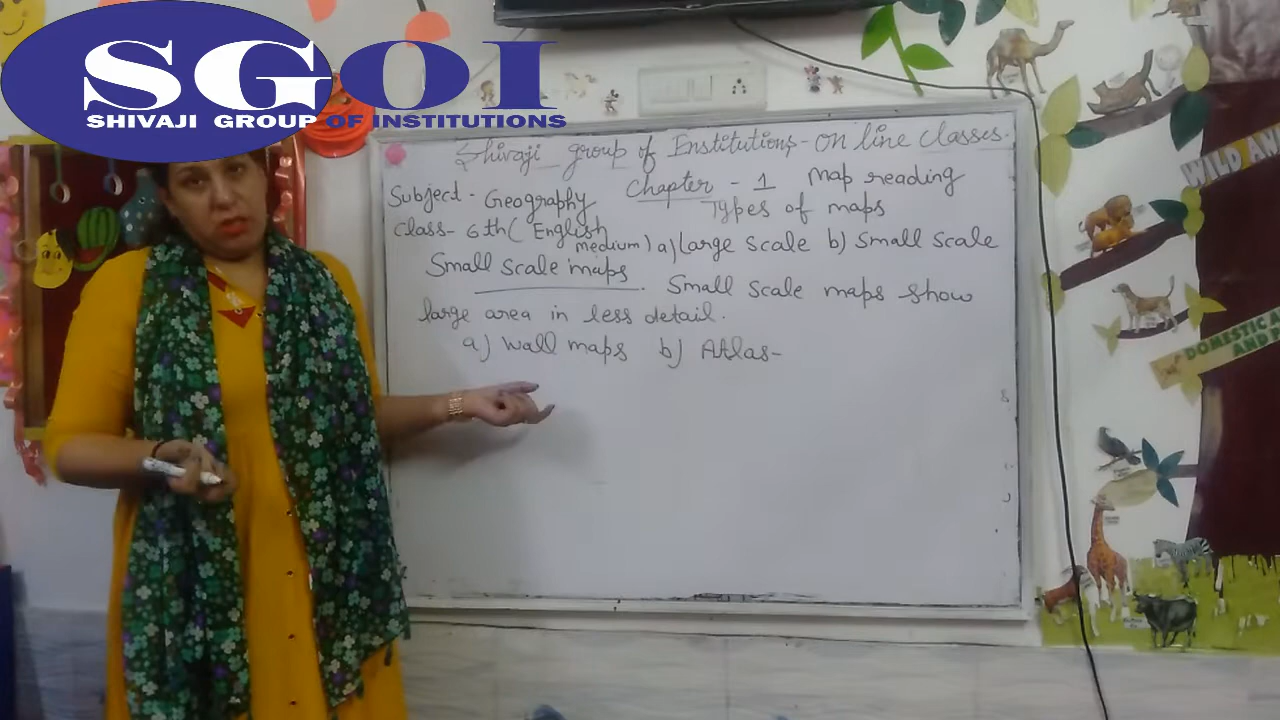 SGOI
SHIVAJI GROUP OF INSTITUTIONS
Shivaji group of Institutions - On line classes.
Subject - Geography Chapter - 1 Map reading
Types of maps
Class - 6th ( English medium) a) Large scale b) Small scale
Small scale maps. Small scale maps show
large area in less detail.
a) Wall maps b) Atlas-
WILD AN
DOMESTIC A
AND P